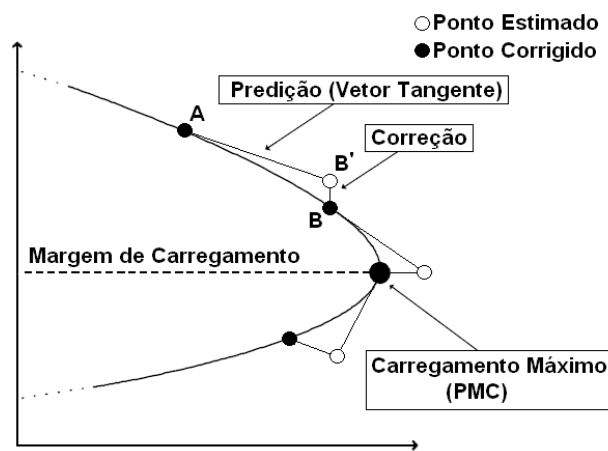 Ponto Estimado
Ponto Corrigido
Predição (Vetor Tangente)
A
Correção
B'
B
Margem de Carregamento
Carregamento Máximo
(PMC)